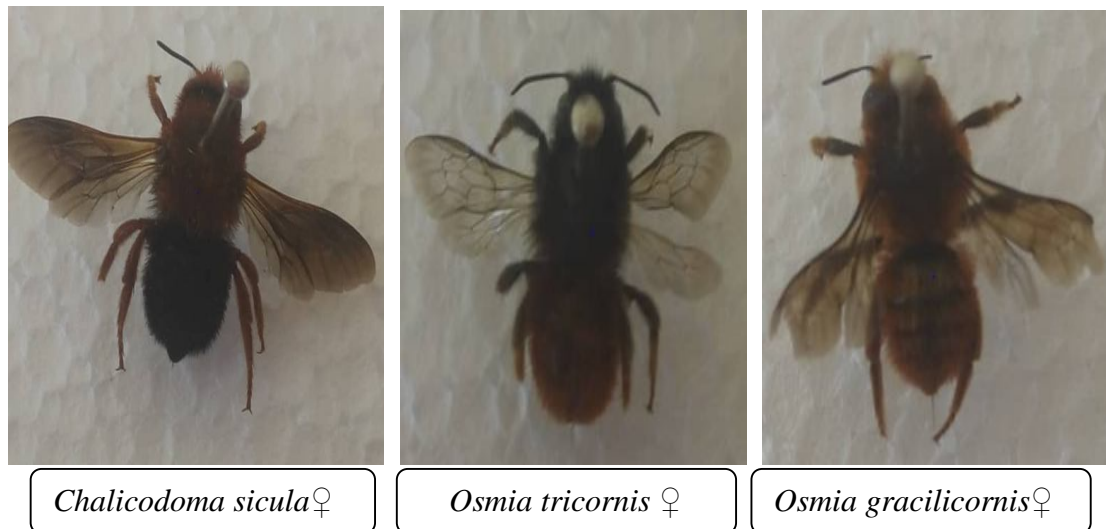 Chalicodoma sicula♀
Osmia tricornis ♀
Osmia gracilicornis♀